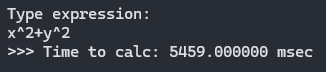 Type expression:
x^2+y^2
>>> Time to calc: 5459.000000 msec